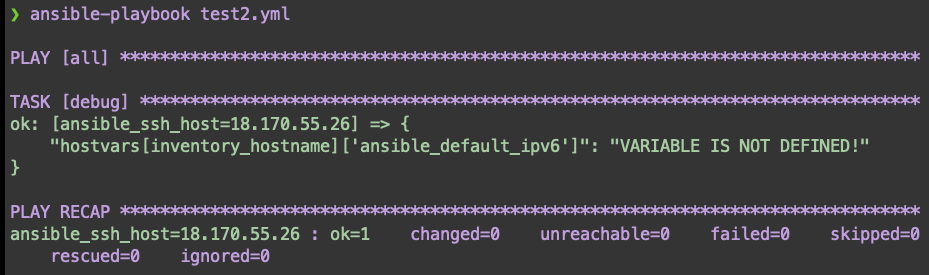 ❯ ansible-playbook test2.yml
PLAY [all] ******************************************************************************
TASK [debug] ****************************************************************************
ok: [ansible_ssh_host=18.170.55.26] => {
    "hostvars[inventory_hostname]['ansible_default_ipv6']": "VARIABLE IS NOT DEFINED!"
}
PLAY RECAP ******************************************************************************
ansible_ssh_host=18.170.55.26 : ok=1    changed=0    unreachable=0    failed=0    skipped=0
    rescued=0    ignored=0